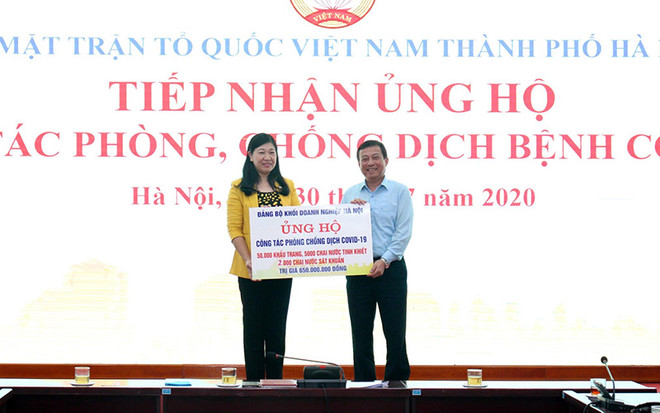 MẶT TRẬN TỔ QUỐC VIỆT NAM THÀNH PHỐ HÀ
TIẾP NHẬN ỦNG HỘ
TÁC PHÒNG, CHỐNG DỊCH BỆNH CO
Hà Nội, 30 7 năm 2020
ĐẢNG BỘ KHỐI DOANH NGHIỆP HÀ NỘI
ỦNG HỘ
CÔNG TÁC PHÒNG CHỐNG DỊCH COVID-19
50.000 KHẨU TRANG, 5000 CHAI NƯỚC TINH KHIẾT
2.000 CHAI NƯỚC SÁT KHUẨN
TRỊ GIÁ 650.000.000 ĐỒNG